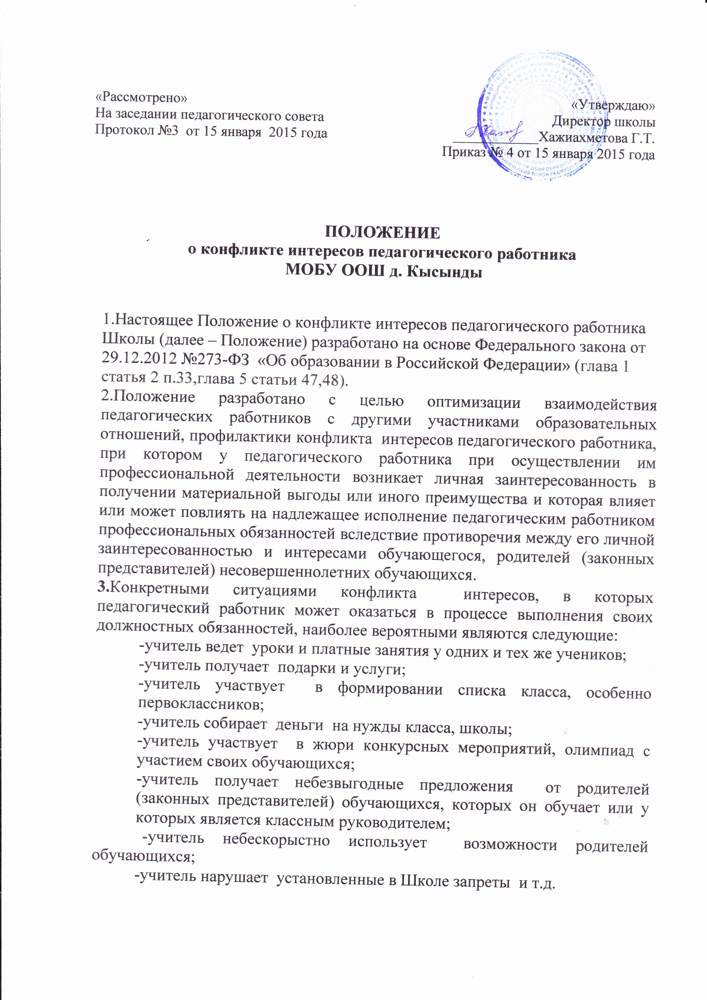 «Рассмотрено»
На заседании педагогического совета
Протокол №3 от 15 января 2015 года
«Утверждаю»
Директор школы
____________Хажиахметова Г.Т.
Приказ № 4 от 15 января 2015 года
ПОЛОЖЕНИЕ
о конфликте интересов педагогического работника
МОБУ ООШ д. Кысынды
1.Настоящее Положение о конфликте интересов педагогического работника
Школы (далее – Положение) разработано на основе Федерального закона от
29.12.2012 №273-ФЗ «Об образовании в Российской Федерации» (глава 1
статья 2 п.33,глава 5 статьи 47,48).
2.Положение разработано с целью оптимизации взаимодействия
педагогических работников с другими участниками образовательных
отношений, профилактики конфликта интересов педагогического работника,
при котором у педагогического работника при осуществлении им
профессиональной деятельности возникает личная заинтересованность в
получении материальной выгоды или иного преимущества и которая влияет
или может повлиять на надлежащее исполнение педагогическим работником
профессиональных обязанностей вследствие противоречия между его личной
заинтересованностью и интересами обучающегося, родителей (законных
представителей) несовершеннолетних обучающихся.
3.Конкретными ситуациями конфликта интересов, в которых
педагогический работник может оказаться в процессе выполнения своих
должностных обязанностей, наиболее вероятными являются следующие:
-учитель ведет уроки и платные занятия у одних и тех же учеников;
-учитель получает подарки и услуги;
-учитель участвует в формировании списка класса, особенно
первоклассников;
-учитель собирает деньги на нужды класса, школы;
-учитель участвует в жюри конкурсных мероприятий, олимпиад с
участием своих обучающихся;
-учитель получает небезвыгодные предложения от родителей
(законных представителей) обучающихся, которых он обучает или у
которых является классным руководителем;
-учитель небескорыстно использует возможности родителей
обучающихся;
-учитель нарушает установленные в Школе запреты и т.д.